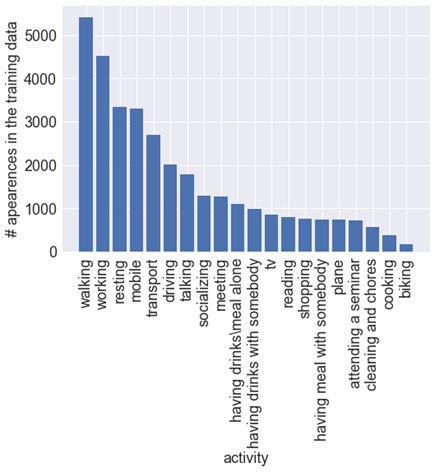 # apearences in the training data
5000
4000
3000
2000
1000
0
walking
working
resting
mobile
transport
driving
talking
socializing
meeting
having drinks\meal alone
having drinks with somebody
tv
reading
shopping
having meal with somebody
plane
attending a seminar
cleaning and chores
cooking
biking
activity